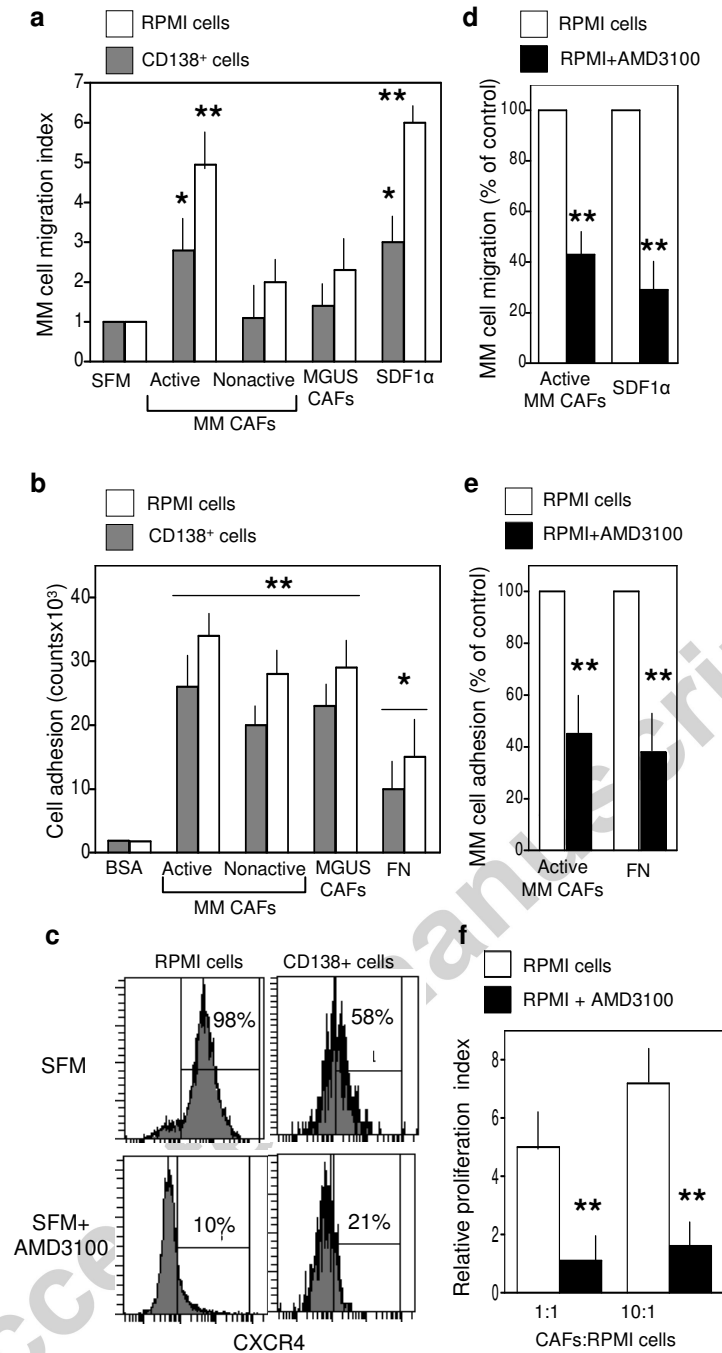 a
RPMI cells
CD138⁺ cells
MM cell migration index
7
6
5
4
3
2
1
0
**
*
**
*
SFM
Active
Nonactive
MGUS
CAFs
SDF1α
MM CAFs
d
RPMI cells
RPMI+AMD3100
MM cell migration (% of control)
100
80
60
40
20
0
**
**
Active
MM CAFs
SDF1α
b
RPMI cells
CD138⁺ cells
Cell adhesion (countsx10³)
40
30
20
10
0
**
*
BSA
Active
Nonactive
MGUS
CAFs
FN
MM CAFs
e
RPMI cells
RPMI+AMD3100
MM cell adhesion (% of control)
100
80
60
40
20
0
**
**
Active
MM CAFs
FN
c
RPMI cells
CD138+ cells
SFM
98%
58%
SFM+
AMD3100
10%
21%
CXCR4
f
RPMI cells
RPMI + AMD3100
Relative proliferation index
8
6
4
2
0
**
**
1:1
10:1
CAFs:RPMI cells